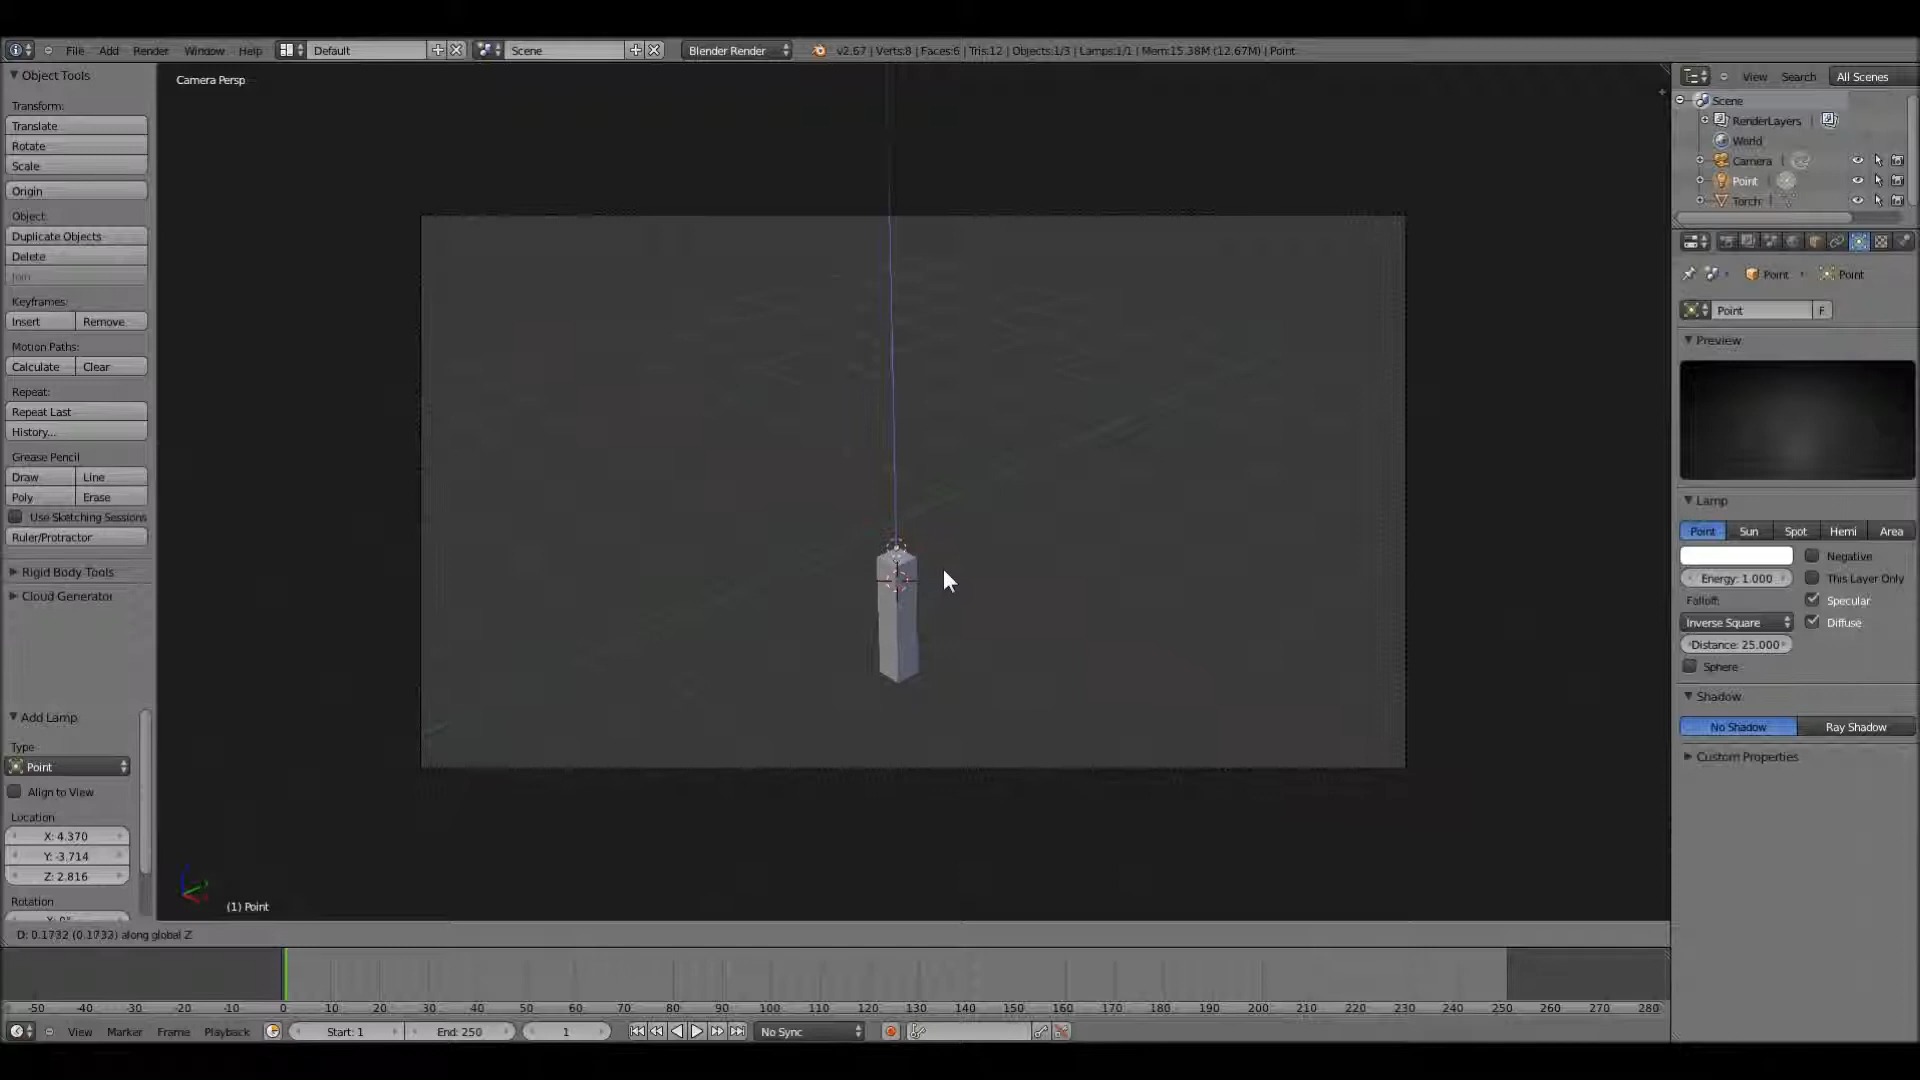 File Add Render Window Help Default Scene Blender Render v2.67 | Verts:8 | Faces:6 | Tris:12 | Objects:1/3 | Lamps:1/1 | Mem:15.38M (12.67M) | Point
Object Tools
Camera Persp
View Search All Scenes
Transform:
Translate
Rotate
Scale
Origin
Object:
Duplicate Objects
Delete
Join
Keyframes:
Insert Remove
Motion Paths:
Calculate Clear
Repeat:
Repeat Last
History...
Grease Pencil
Draw Line
Poly Erase
Use Sketching Sessions
Ruler/Protractor
Rigid Body Tools
Cloud Generator
Add Lamp
Type
Point
Align to View
Location
X: 4.370
Y: -3.714
Z: 2.816
Rotation
X: 0°
(1) Point
D: 0.1732 (0.1733) along global Z
Scene
RenderLayers |
World
Camera |
Point |
Torch |
Point Point
Point F
Preview
Lamp
Point Sun Spot Hemi Area
Negative
Energy: 1.000 This Layer Only
Falloff: Specular
Inverse Square Diffuse
Distance: 25.000
Sphere
Shadow
No Shadow Ray Shadow
Custom Properties
-50 -40 -30 -20 -10 0 10 20 30 40 50 60 70 80 90 100 110 120 130 140 150 160 170 180 190 200 210 220 230 240 250 260 270 280
View Marker Frame Playback Start: 1 End: 250 1 No Sync